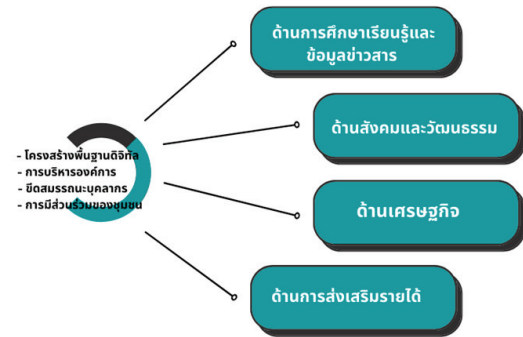 - โครงสร้างพื้นฐานดิจิทัล
- การบริหารองค์การ
- ขีดสมรรถนะบุคลากร
- การมีส่วนร่วมของชุมชน
ด้านการศึกษาเรียนรู้และ
ข้อมูลข่าวสาร
ด้านสังคมและวัฒนธรรม
ด้านเศรษฐกิจ
ด้านการส่งเสริมรายได้